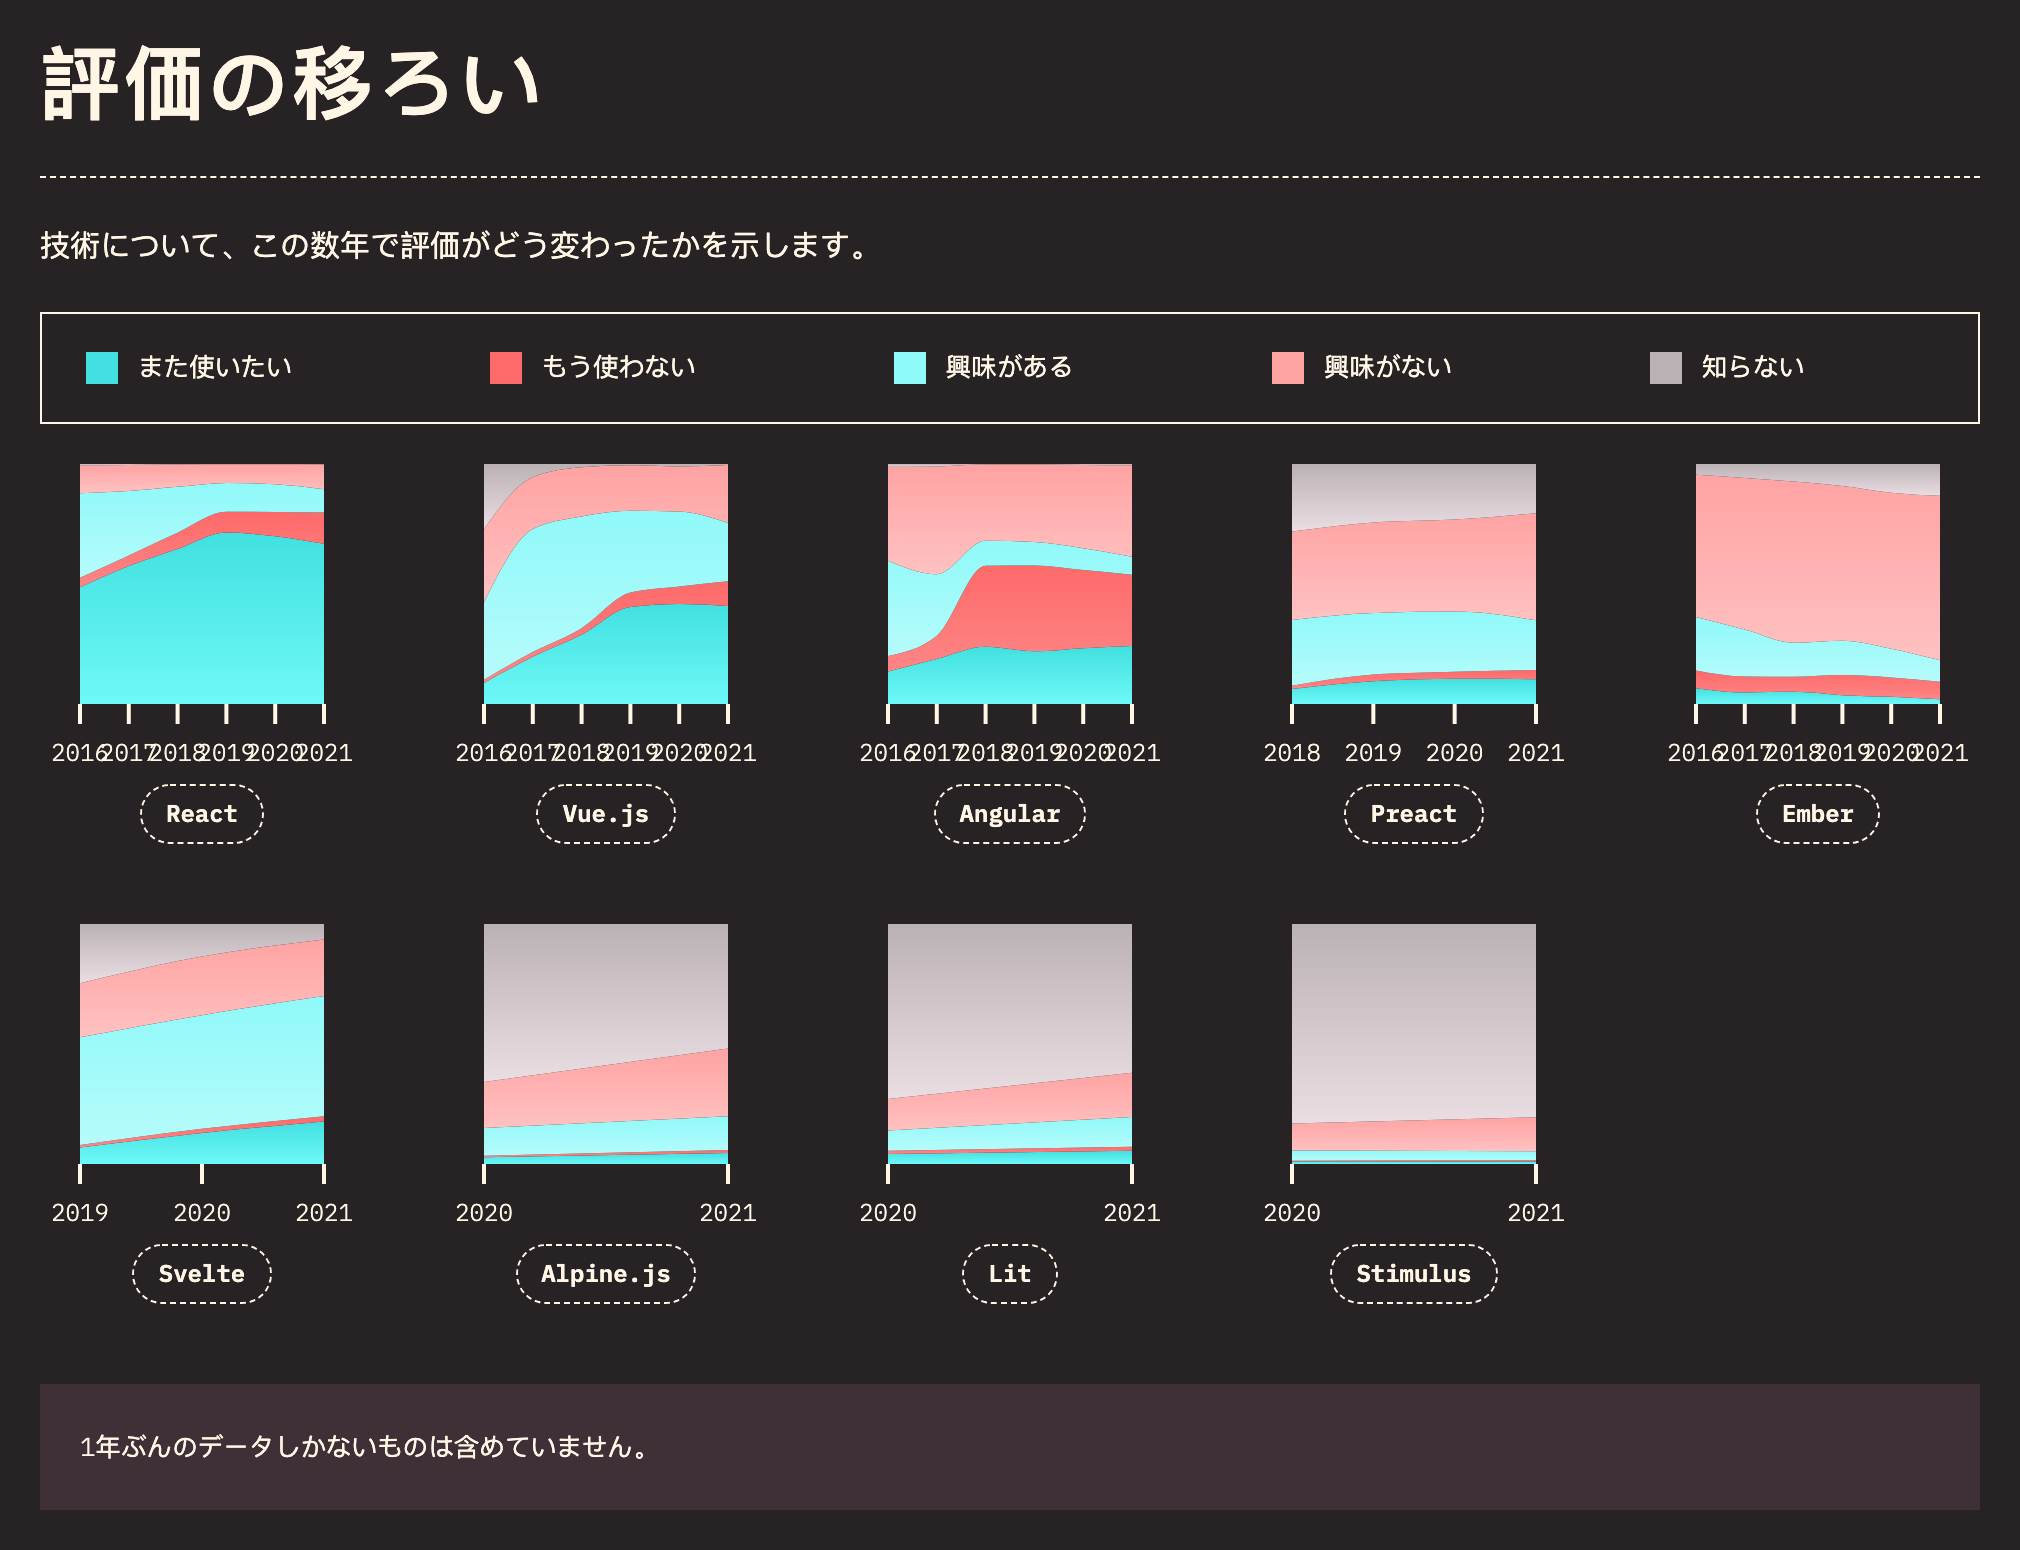 評価の移ろい
技術について、この数年で評価がどう変わったかを示します。
また使いたい もう使わない 興味がある 興味がない 知らない
2016 2017 2018 2019 2020 2021 2016 2017 2018 2019 2020 2021 2016 2017 2018 2019 2020 2021 2018 2019 2020 2021 2016 2017 2018 2019 2020 2021
React Vue.js Angular Preact Ember
2019 2020 2021 2020 2021 2020 2021 2020 2021
Svelte Alpine.js Lit Stimulus
1年ぶんのデータしかないものは含めていません。